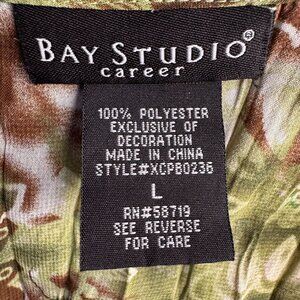 BAY STUDIO®
career
100% POLYESTER
EXCLUSIVE OF
DECORATION
MADE IN CHINA
STYLE#XCPB0236
L
RN#58719
SEE REVERSE
FOR CARE